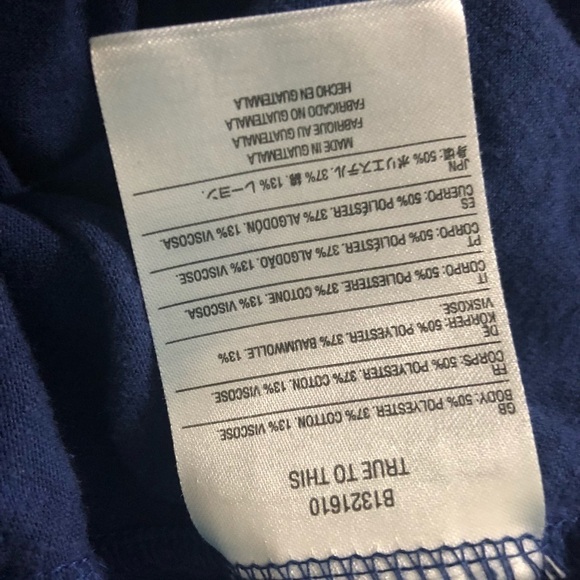 B1321610
TRUE TO THIS
GB
BODY: 50% POLYESTER. 37% COTTON. 13% VISCOSE.
FR
CORPS: 50% POLYESTER. 37% COTON. 13% VISCOSE.
DE
KÖRPER: 50% POLYESTER. 37% BAUMWOLLE. 13%
VISKOSE
IT
CORPO: 50% POLIESTERE. 37% COTONE. 13% VISCOSA.
PT
CORPO: 50% POLIÉSTER. 37% ALGODÃO. 13% VISCOSE.
ES
CUERPO: 50% POLIÉSTER. 37% ALGODÓN. 13% VISCOSA.
JPN
身頃: 50% ポリエステル. 37% 綿. 13% レーヨン.
MADE IN GUATEMALA
FABRIQUE AU GUATEMALA
FABRICADO NO GUATEMALA
HECHO EN GUATEMALA